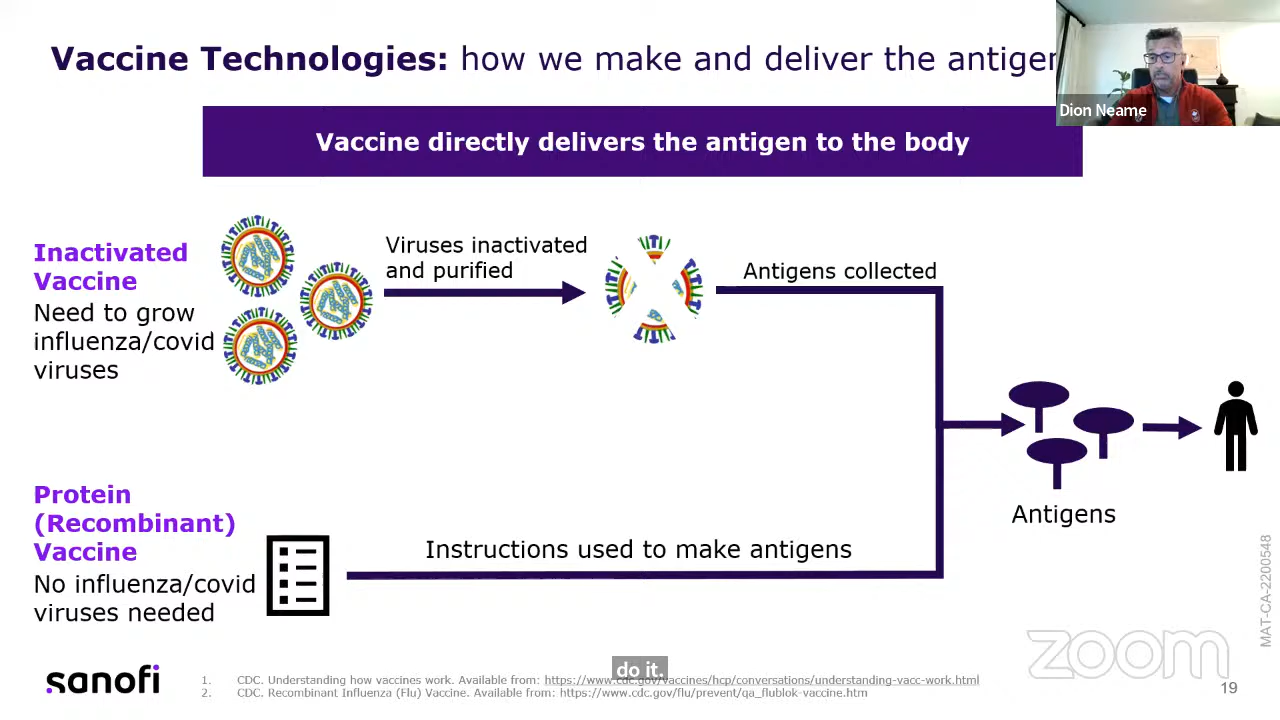 Vaccine Technologies: how we make and deliver the antigen
Dion Neame
Vaccine directly delivers the antigen to the body
Inactivated
Vaccine
Need to grow
influenza/covid
viruses
Viruses inactivated
and purified
Antigens collected
Antigens
Protein
(Recombinant)
Vaccine
No influenza/covid
viruses needed
Instructions used to make antigens
MAT-CA-2200548
zoom
do it.
sanofi
1. CDC. Understanding how vaccines work. Available from: https://www.cdc.gov/vaccines/hcp/conversations/understanding-vacc-work.html
2. CDC. Recombinant Influenza (Flu) Vaccine. Available from: https://www.cdc.gov/flu/prevent/qa_flublok-vaccine.htm
19